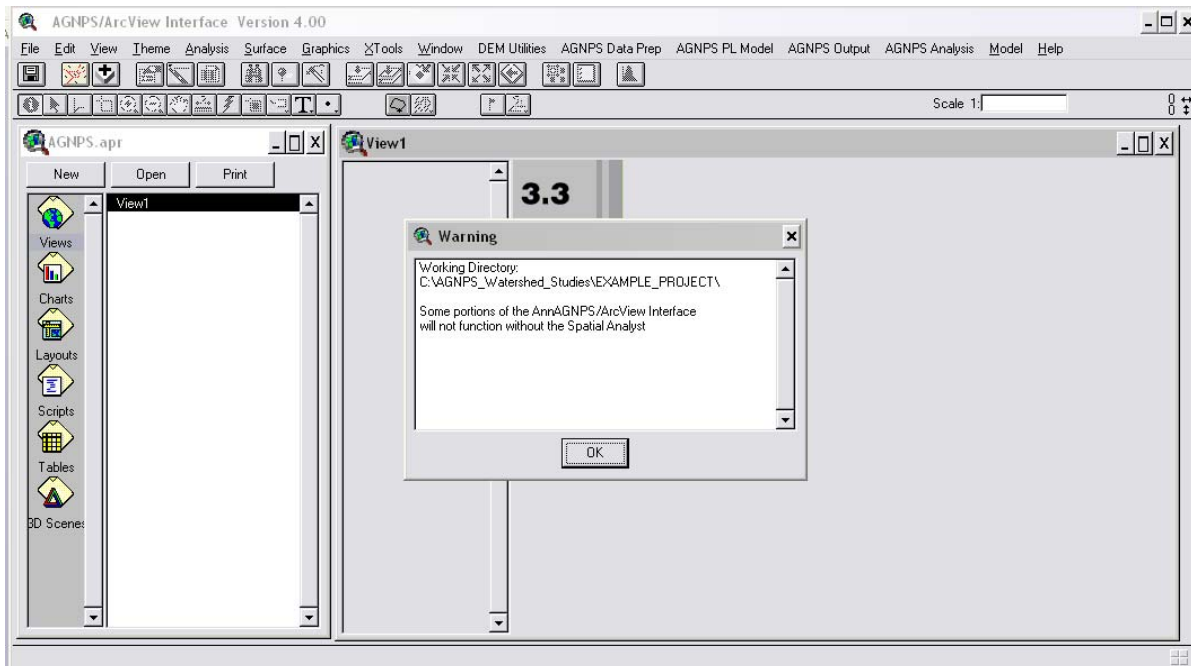 AGNPS/ArcView Interface Version 4.00
File Edit View Theme Analysis Surface Graphics XTools Window DEM Utilities AGNPS Data Prep AGNPS PL Model AGNPS Output AGNPS Analysis Model Help
T
Scale 1:
AGNPS.apr
New Open Print
View1
Views
Charts
Layouts
Scripts
Tables
3D Scenes
View1
3.3
Warning
Working Directory:
C:\AGNPS_Watershed_Studies\EXAMPLE_PROJECT\
Some portions of the AnnAGNPS/ArcView Interface
will not function without the Spatial Analyst
OK